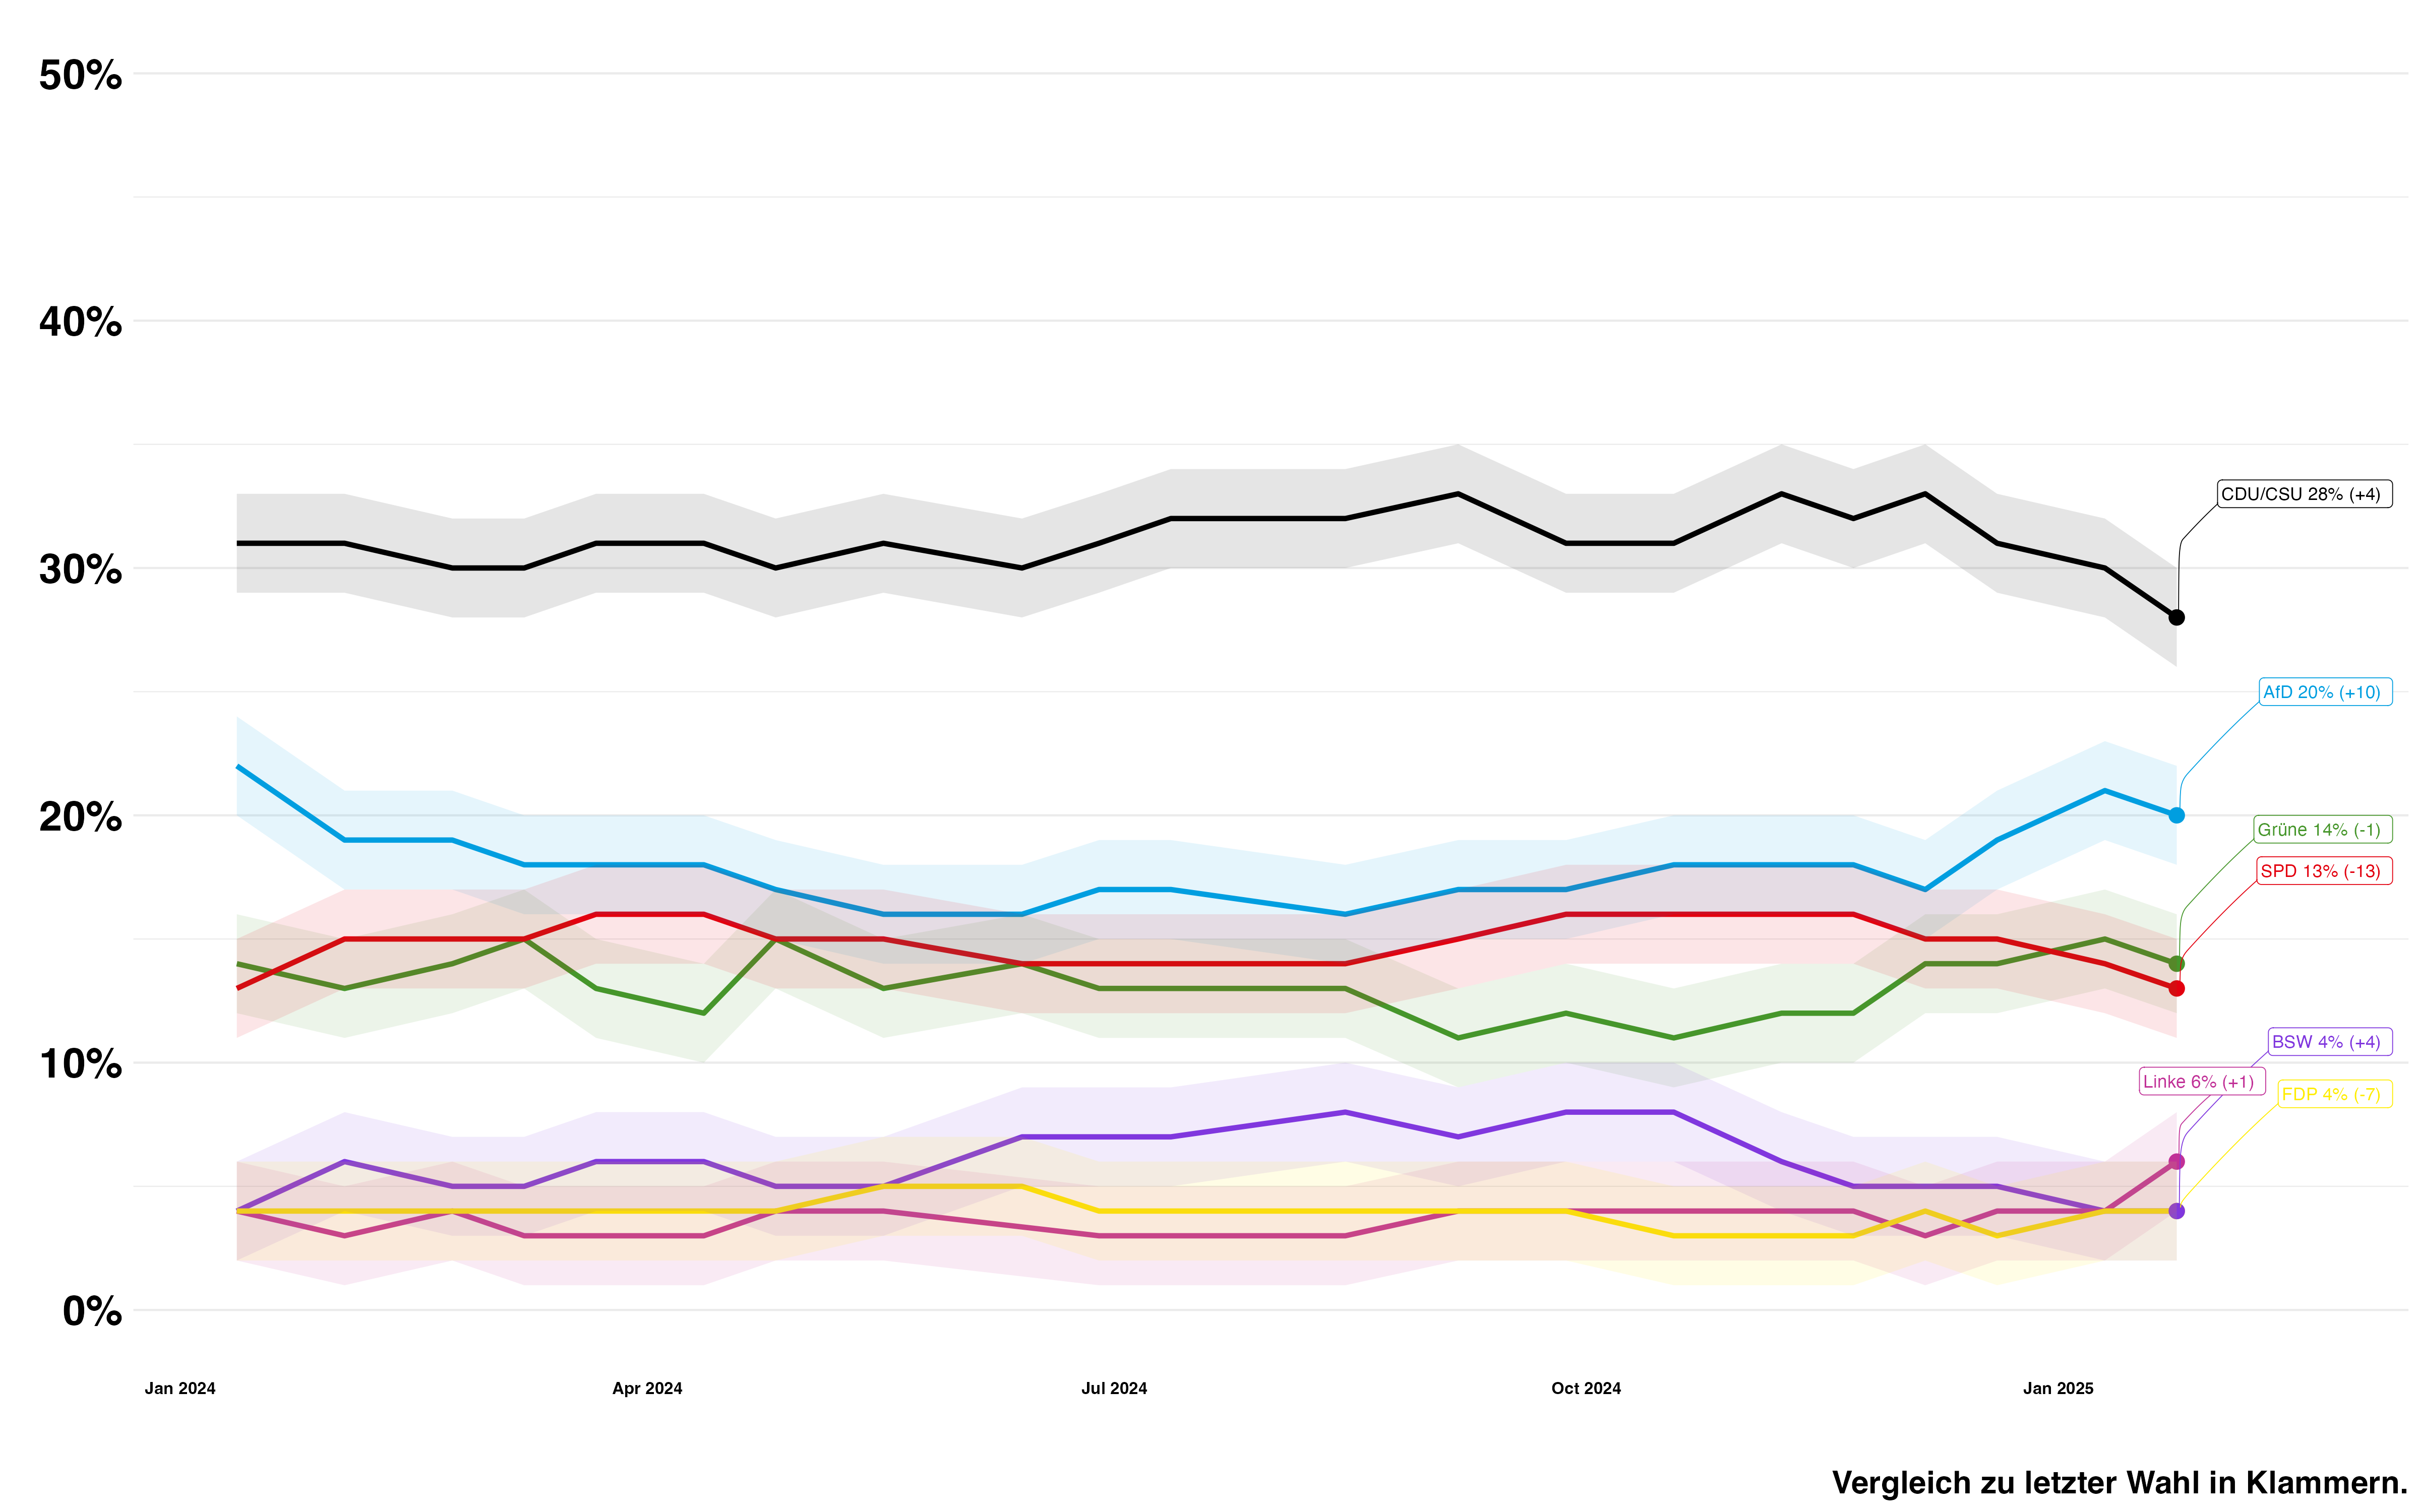 50%
40%
30%
20%
10%
0%
CDU/CSU 28% (+4)
AfD 20% (+10)
Grüne 14% (-1)
SPD 13% (-13)
BSW 4% (+4)
Linke 6% (+1)
FDP 4% (-7)
Jan 2024
Apr 2024
Jul 2024
Oct 2024
Jan 2025
Vergleich zu letzter Wahl in Klammern.